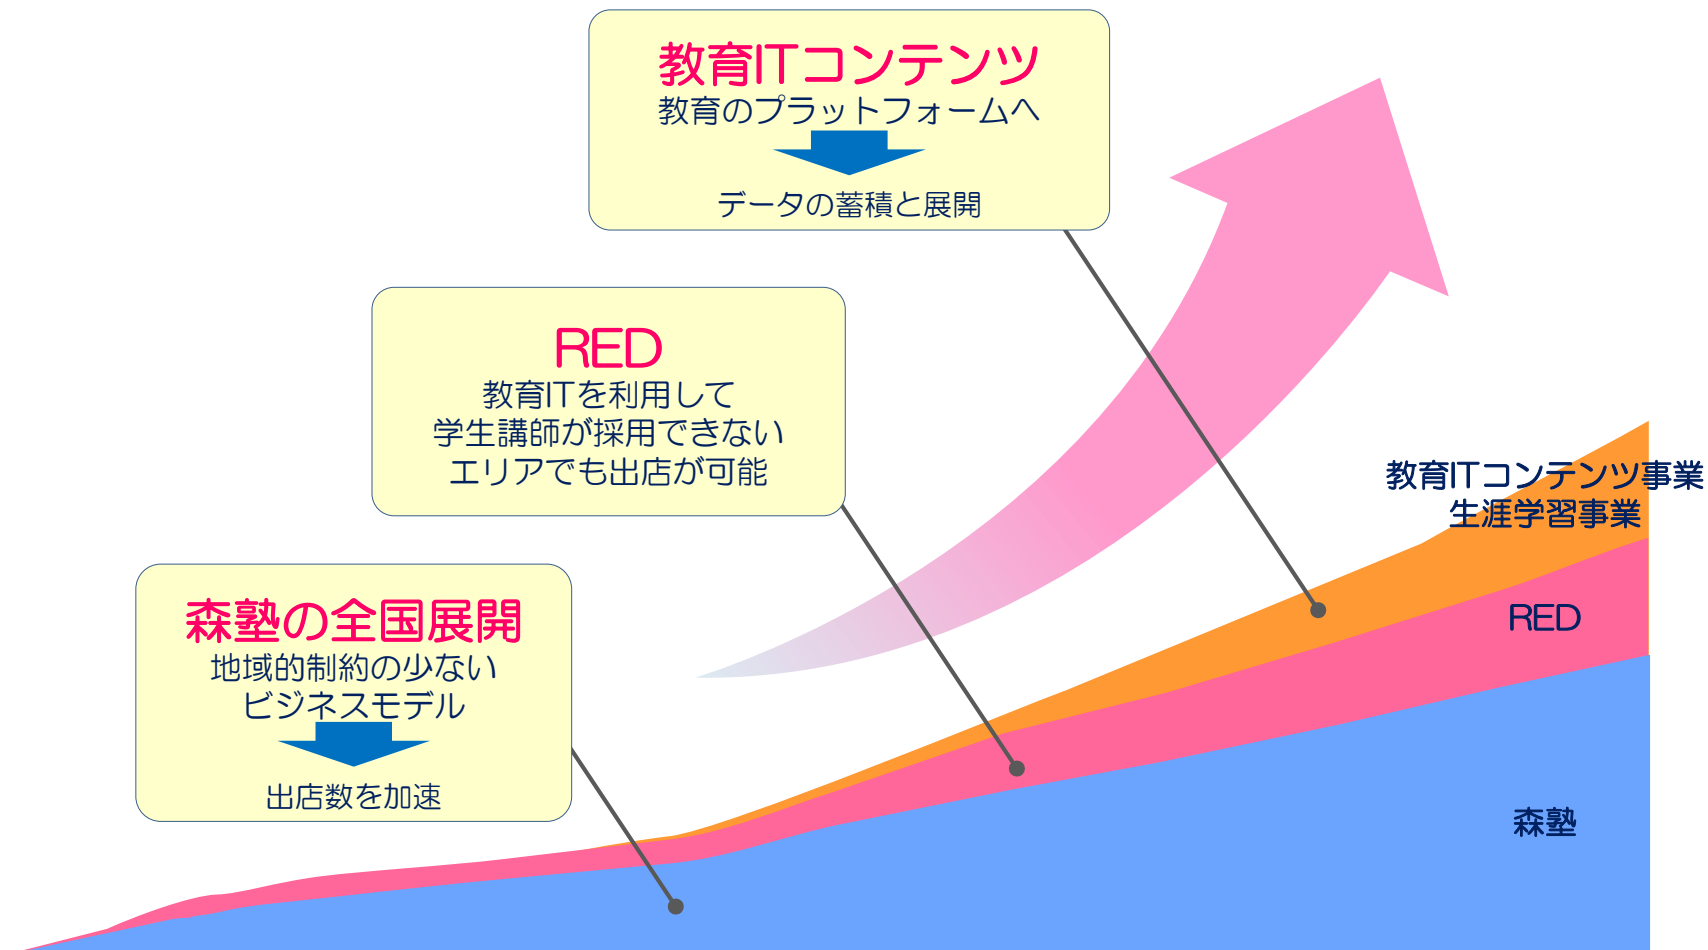 教育ITコンテンツ
教育のプラットフォームへ
データの蓄積と展開
RED
教育ITを利用して
学生講師が採用できない
エリアでも出店が可能
教育ITコンテンツ事業
生涯学習事業
RED
森塾の全国展開
地域的制約の少ない
ビジネスモデル
出店数を加速
森塾